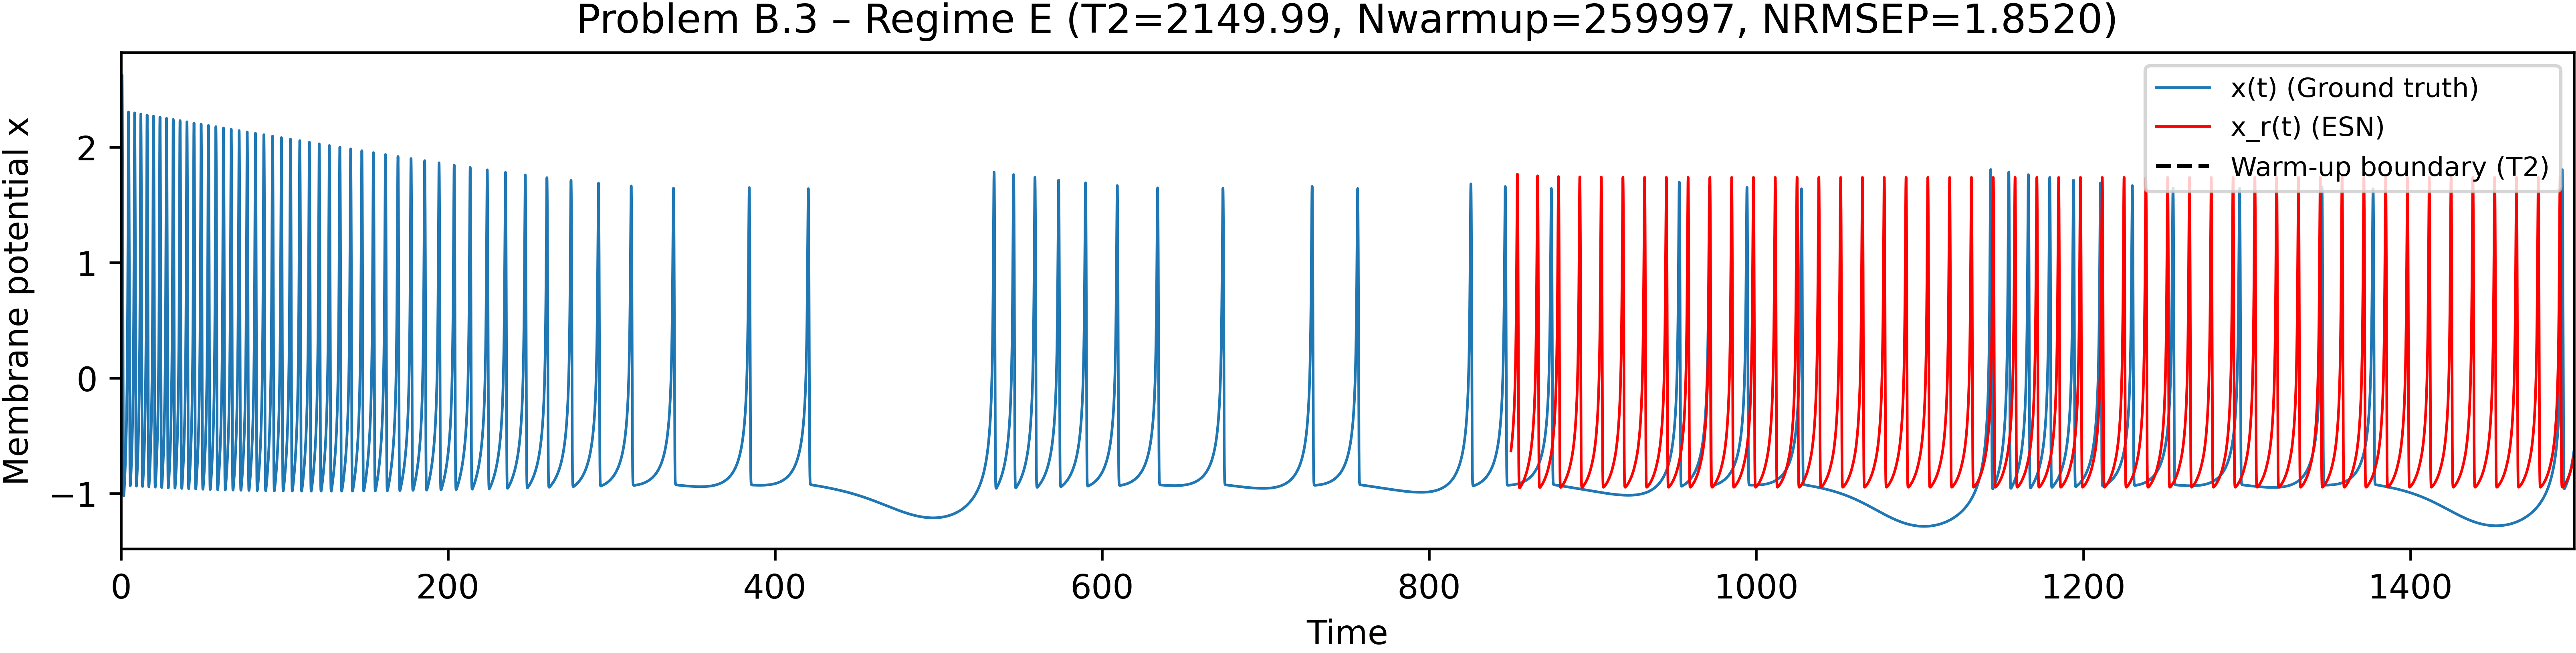 Problem B.3 – Regime E (T2=2149.99, Nwarmup=259997, NRMSEP=1.8520)
Membrane potential x
2
1
0
−1
x(t) (Ground truth)
x_r(t) (ESN)
Warm-up boundary (T2)
0 200 400 600 800 1000 1200 1400
Time